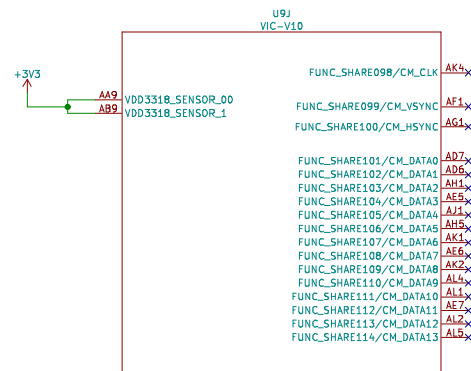 U9J
VIC-V10
+3V3
AA9 VDD3318_SENSOR_00
AB9 VDD3318_SENSOR_1
FUNC_SHARE098/CM_CLK AK4
FUNC_SHARE099/CM_VSYNC AF1
FUNC_SHARE100/CM_HSYNC AG1
FUNC_SHARE101/CM_DATA0 AD7
FUNC_SHARE102/CM_DATA1 AD6
FUNC_SHARE103/CM_DATA2 AH1
FUNC_SHARE104/CM_DATA3 AE5
FUNC_SHARE105/CM_DATA4 AJ1
FUNC_SHARE106/CM_DATA5 AH5
FUNC_SHARE107/CM_DATA6 AK1
FUNC_SHARE108/CM_DATA7 AE6
FUNC_SHARE109/CM_DATA8 AK2
FUNC_SHARE110/CM_DATA9 AL4
FUNC_SHARE111/CM_DATA10 AL1
FUNC_SHARE112/CM_DATA11 AE7
FUNC_SHARE113/CM_DATA12 AL2
FUNC_SHARE114/CM_DATA13 AL5